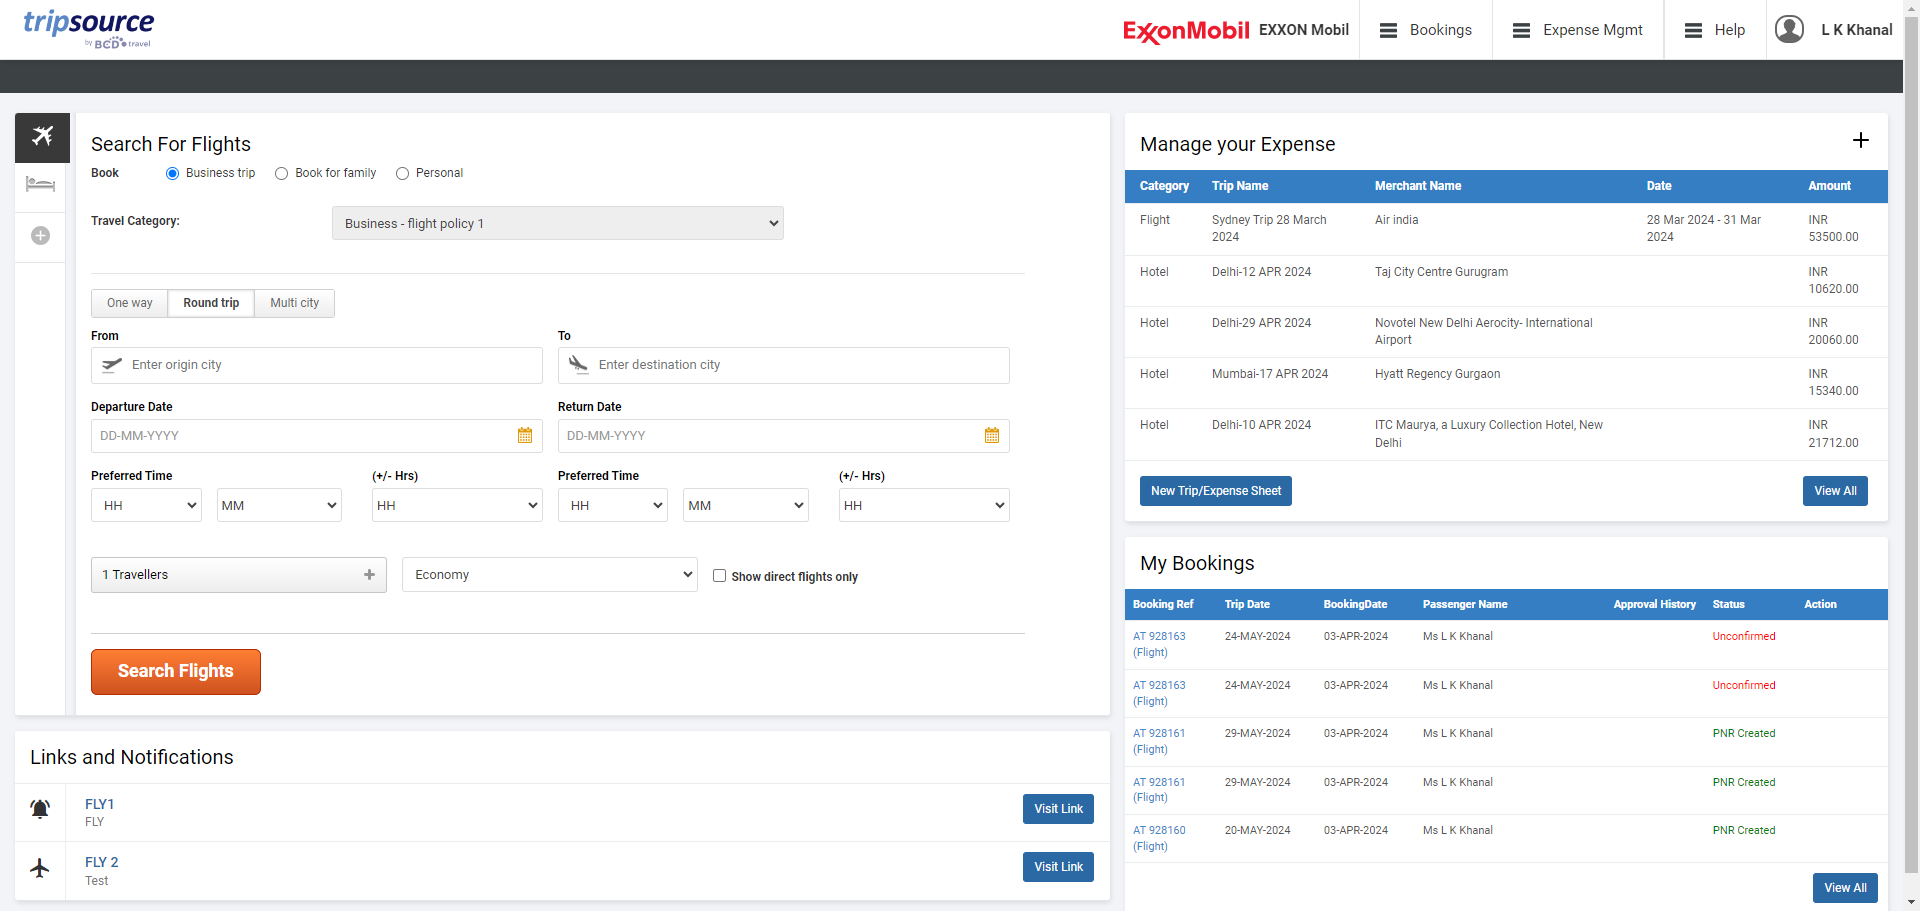 tripsource
by BCD travel
ExxonMobil EXXON Mobil
Bookings
Expense Mgmt
Help
L K Khanal
Search For Flights
Book
Business trip
Book for family
Personal
Travel Category:
Business - flight policy 1
One way
Round trip
Multi city
From
To
Enter origin city
Enter destination city
Departure Date
Return Date
DD-MM-YYYY
DD-MM-YYYY
Preferred Time
(+/- Hrs)
Preferred Time
(+/- Hrs)
HH
MM
HH
HH
MM
HH
1 Travellers
Economy
Show direct flights only
Search Flights
Links and Notifications
FLY1
FLY
Visit Link
FLY 2
Test
Visit Link
Manage your Expense
Category Trip Name Merchant Name Date Amount
Flight Sydney Trip 28 March Air india 28 Mar 2024 - 31 Mar INR
2024 2024 53500.00
Hotel Delhi-12 APR 2024 Taj City Centre Gurugram INR
10620.00
Hotel Delhi-29 APR 2024 Novotel New Delhi Aerocity- International INR
Airport 20060.00
Hotel Mumbai-17 APR 2024 Hyatt Regency Gurgaon INR
15340.00
Hotel Delhi-10 APR 2024 ITC Maurya, a Luxury Collection Hotel, New INR
Delhi 21712.00
New Trip/Expense Sheet
View All
My Bookings
Booking Ref Trip Date BookingDate Passenger Name Approval History Status Action
AT 928163 24-MAY-2024 03-APR-2024 Ms L K Khanal Unconfirmed
(Flight)
AT 928163 24-MAY-2024 03-APR-2024 Ms L K Khanal Unconfirmed
(Flight)
AT 928161 29-MAY-2024 03-APR-2024 Ms L K Khanal PNR Created
(Flight)
AT 928161 29-MAY-2024 03-APR-2024 Ms L K Khanal PNR Created
(Flight)
AT 928160 20-MAY-2024 03-APR-2024 Ms L K Khanal PNR Created
(Flight)
View All